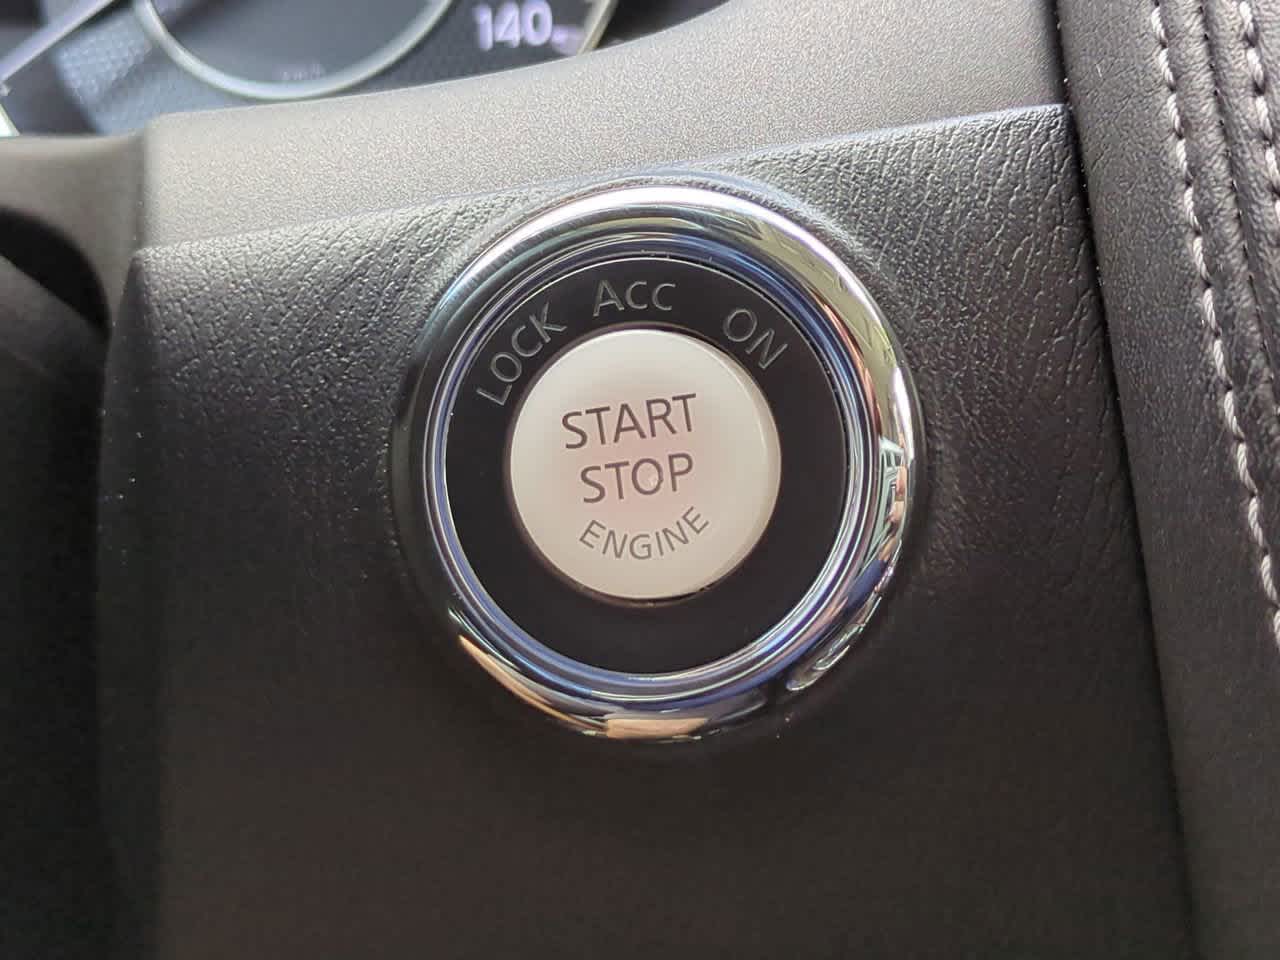 140
LOCK Acc ON
START
STOP
ENGINE